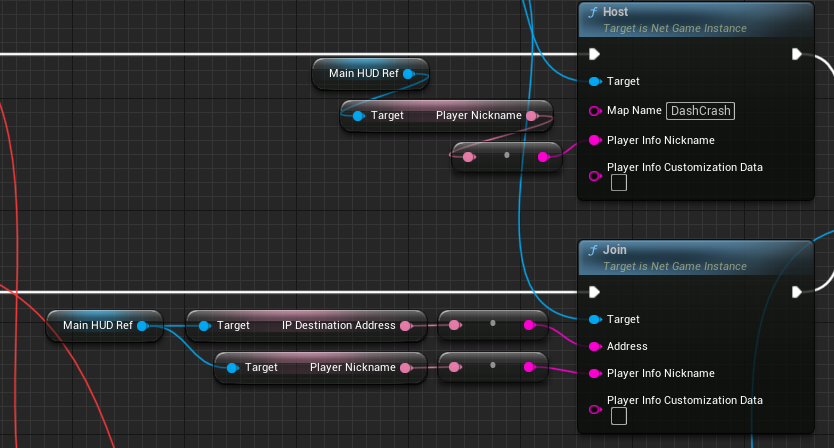 Host
Target is Net Game Instance
Main HUD Ref
Target
Target
Player Nickname
Map Name
DashCrash
Player Info Nickname
Player Info Customization Data
Join
Target is Net Game Instance
Main HUD Ref
Target
IP Destination Address
Target
Address
Target
Player Nickname
Player Info Nickname
Player Info Customization Data